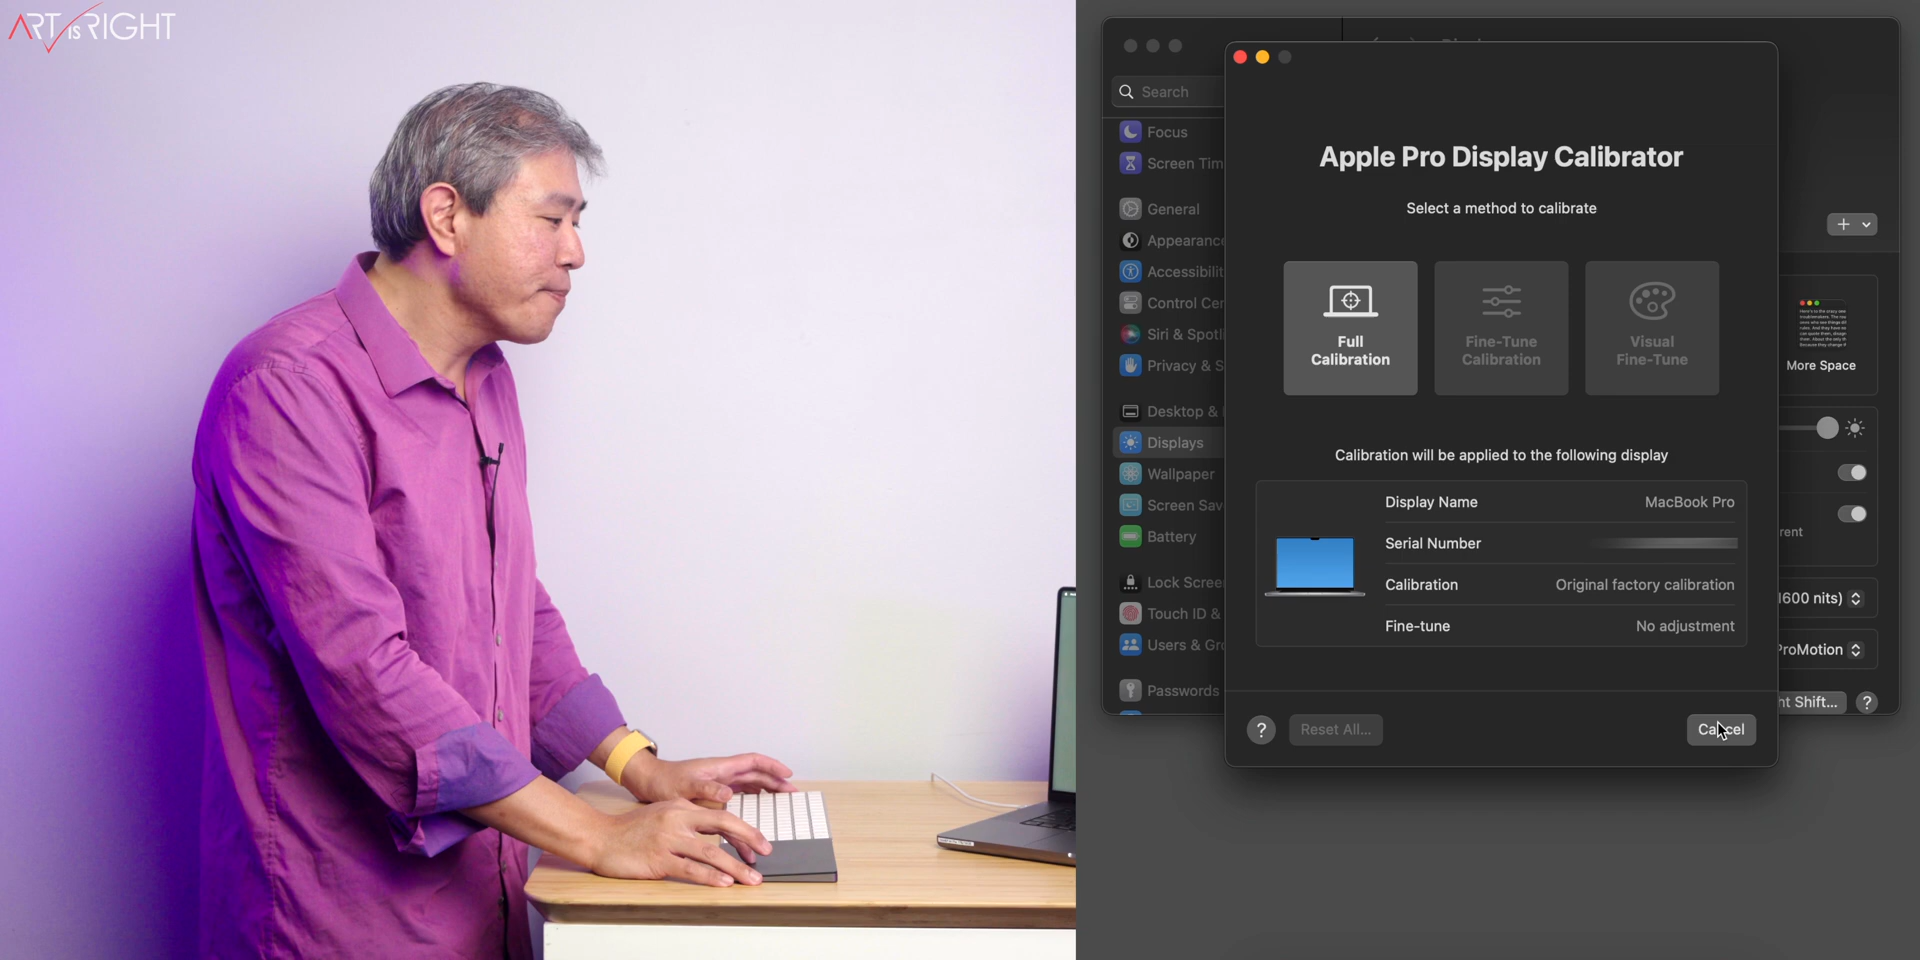 ART is RIGHT
Search
Focus
Screen Tim
General
Appearance
Accessibilit
Control Cer
Siri & Spotl
Privacy & S
Desktop &
Displays
Wallpaper
Screen Sav
Battery
Lock Scree
Touch ID &
Users & Gro
Passwords
Apple Pro Display Calibrator
Select a method to calibrate
Full
Calibration
Fine-Tune
Calibration
Visual
Fine-Tune
Calibration will be applied to the following display
Display Name
MacBook Pro
Serial Number
Calibration
Original factory calibration
Fine-tune
No adjustment
?
Reset All...
Cancel
More Space
rent
1600 nits)
ProMotion
ht Shift...
?